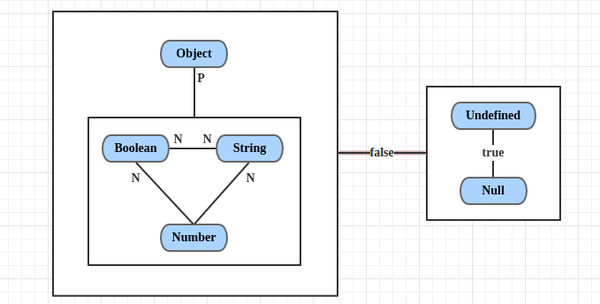 Object
P
Boolean
N
N
String
N
N
Number
false
Undefined
true
Null